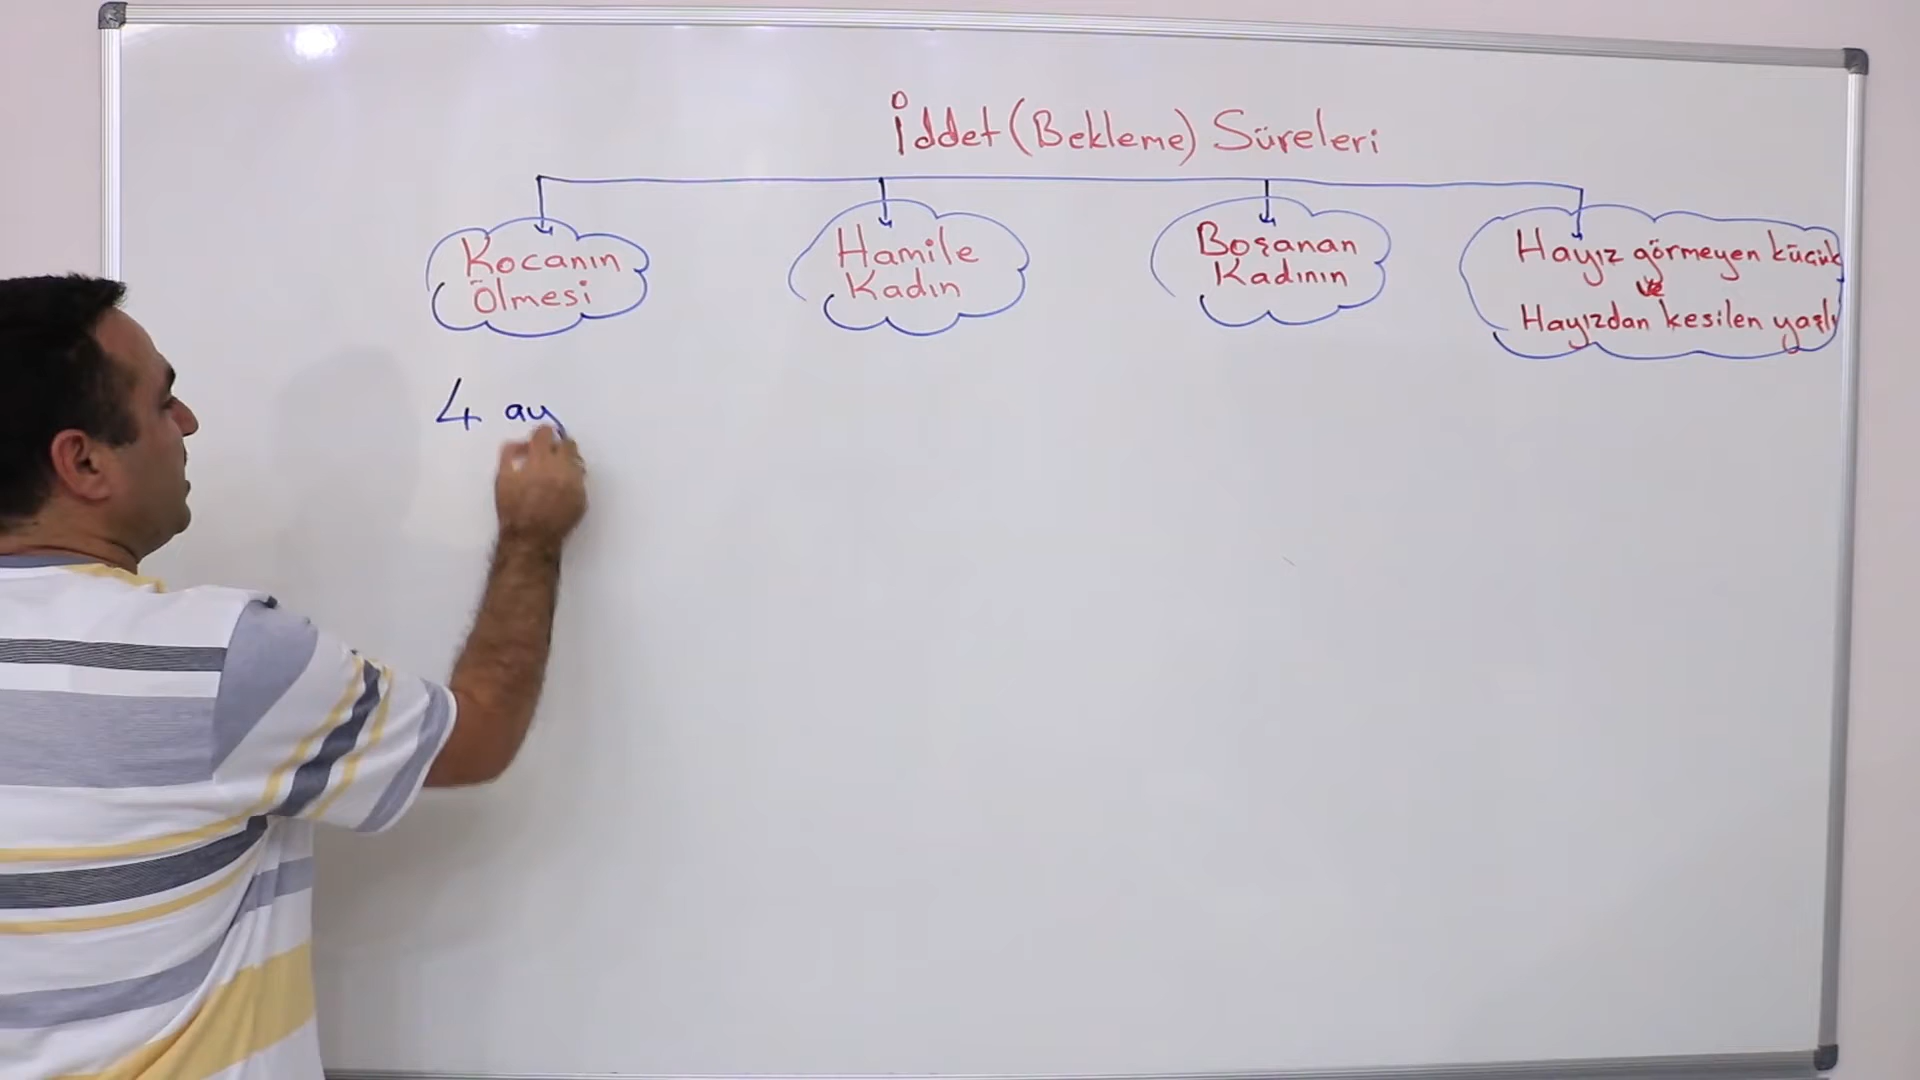 İddet (Bekleme) Süreleri
Kocanın
Ölmesi
Hamile
Kadın
Boşanan
Kadının
Hayız görmeyen küçük
ve
Hayızdan kesilen yaşlı
4 ay